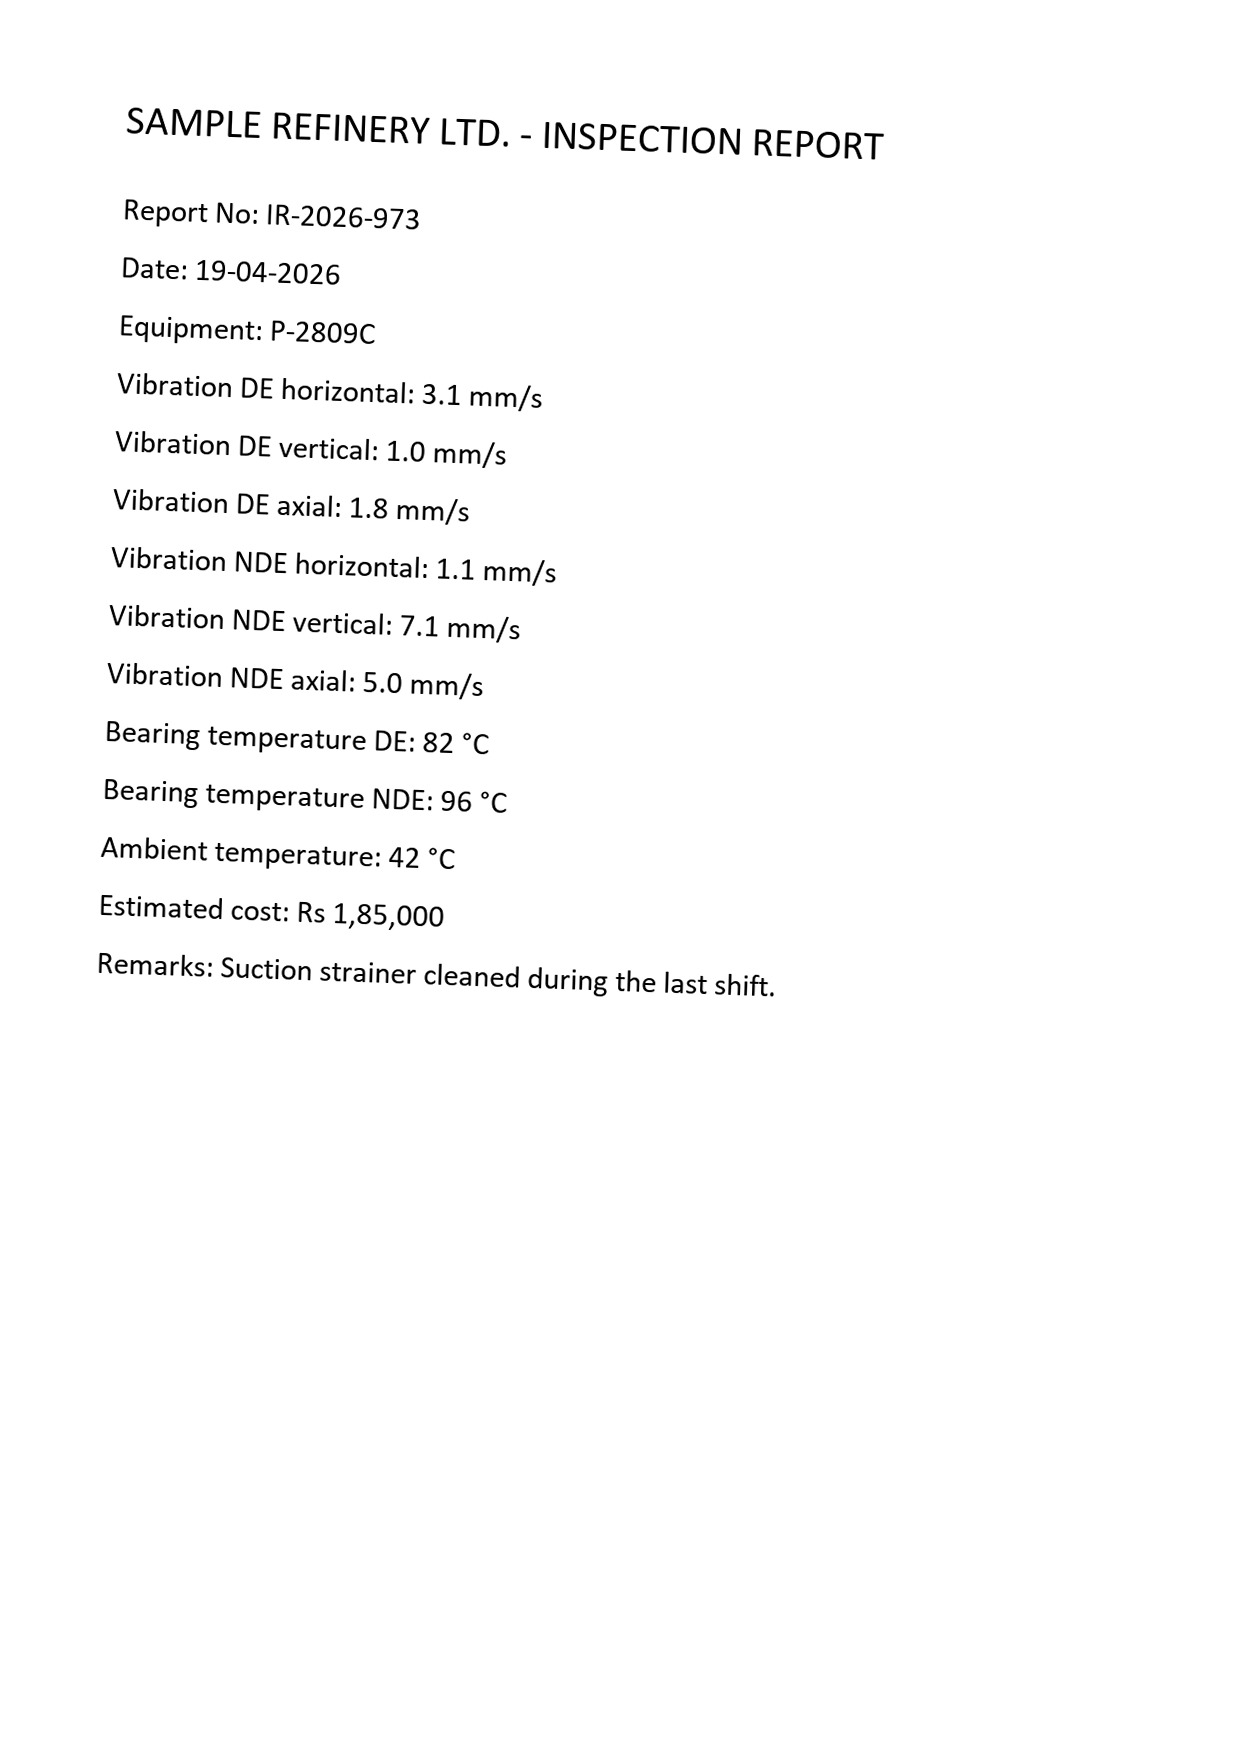 SAMPLE REFINERY LTD. - INSPECTION REPORT
Report No: IR-2026-973
Date: 19-04-2026
Equipment: P-2809C
Vibration DE horizontal: 3.1 mm/s
Vibration DE vertical: 1.0 mm/s
Vibration DE axial: 1.8 mm/s
Vibration NDE horizontal: 1.1 mm/s
Vibration NDE vertical: 7.1 mm/s
Vibration NDE axial: 5.0 mm/s
Bearing temperature DE: 82 °C
Bearing temperature NDE: 96 °C
Ambient temperature: 42 °C
Estimated cost: Rs 1,85,000
Remarks: Suction strainer cleaned during the last shift.